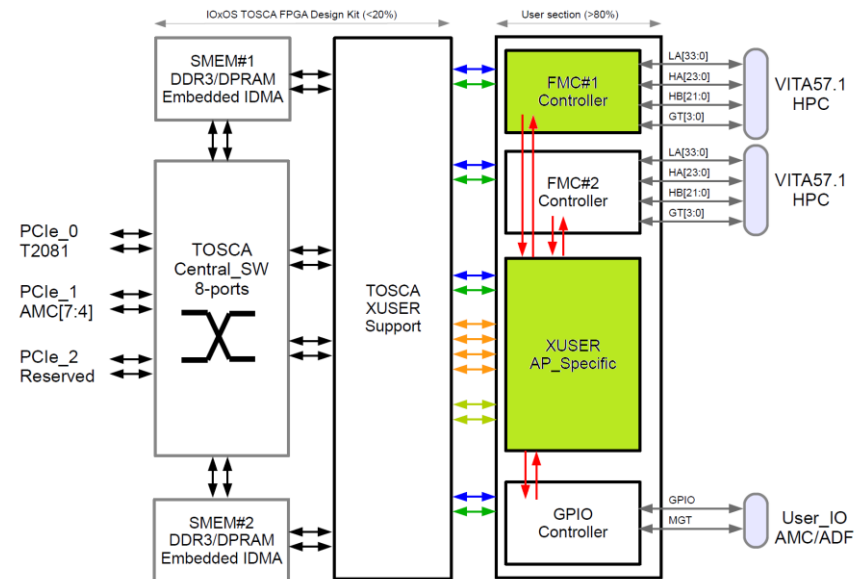 IOxOS TOSCA FPGA Design Kit (<20%)
User section (>80%)
SMEM#1
DDR3/DPRAM
Embedded IDMA
FMC#1
Controller
LA[33:0]
HA[23:0]
HB[21:0]
GT[3:0]
VITA57.1
HPC
FMC#2
Controller
LA[33:0]
HA[23:0]
HB[21:0]
GT[3:0]
VITA57.1
HPC
PCIe_0
T2081
PCIe_1
AMC[7:4]
PCIe_2
Reserved
TOSCA
Central_SW
8-ports
TOSCA
XUSER
Support
XUSER
AP_Specific
SMEM#2
DDR3/DPRAM
Embedded IDMA
GPIO
Controller
GPIO
MGT
User_IO
AMC/ADF